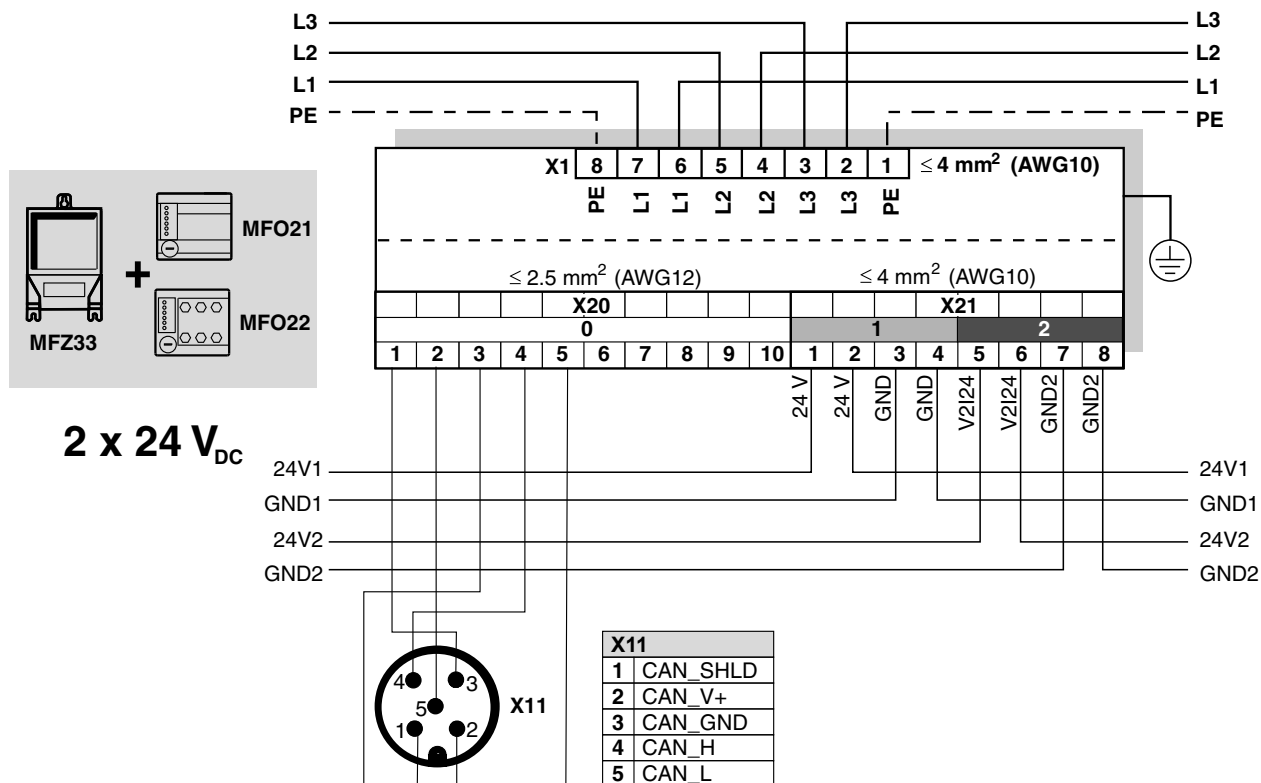 L3 L3
L2 L2
L1 L1
PE PE
X1 8 7 6 5 4 3 2 1 ≤ 4 mm² (AWG10)
PE L1 L1 L2 L2 L3 L3 PE
MFO21
+
MFO22
MFZ33
≤ 2.5 mm² (AWG12) ≤ 4 mm² (AWG10)
X20 X21
0 1 2
1 2 3 4 5 6 7 8 9 10 1 2 3 4 5 6 7 8
24 V 24 V GND GND V2I24 V2I24 GND2 GND2
2 x 24 V DC
24V1 24V1
GND1 GND1
24V2 24V2
GND2 GND2
4 3
5
1 2
X11
X11
1 CAN_SHLD
2 CAN_V+
3 CAN_GND
4 CAN_H
5 CAN_L